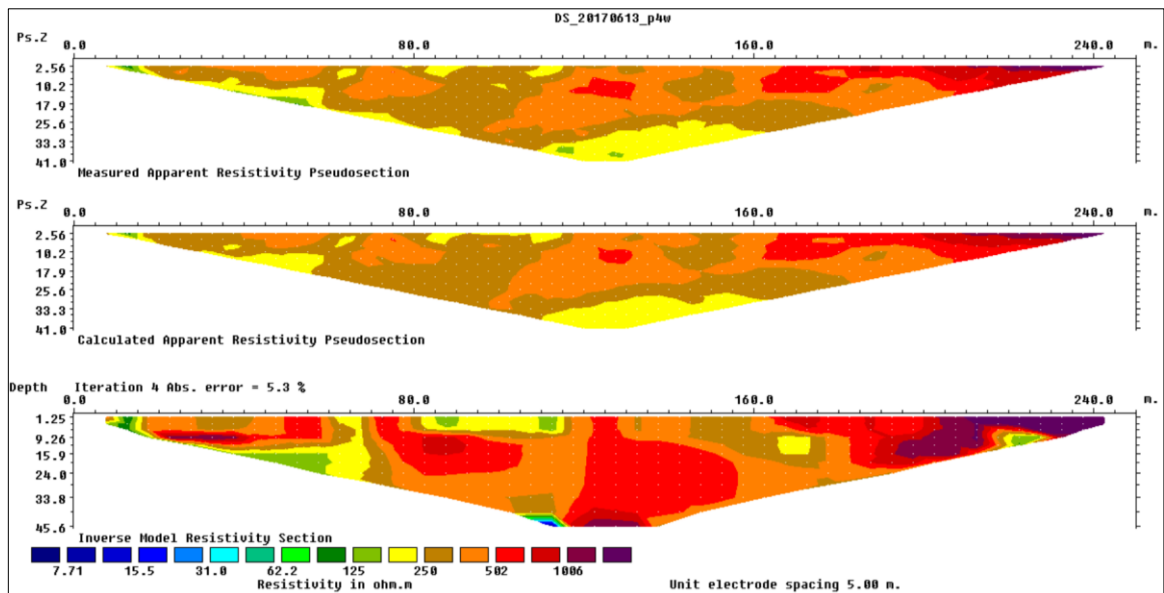 DS_20170613_p4w
Ps.Z 0.0 80.0 160.0 240.0 m.
2.56
10.2
17.9
25.6
33.3
41.0
Measured Apparent Resistivity Pseudosection
Ps.Z 0.0 80.0 160.0 240.0 m.
2.56
10.2
17.9
25.6
33.3
41.0
Calculated Apparent Resistivity Pseudosection
Depth Iteration 4 Abs. error = 5.3 %
0.0 80.0 160.0 240.0 m.
1.25
9.26
15.9
24.0
33.8
45.6
Inverse Model Resistivity Section
7.71 15.5 31.0 62.2 125 250 502 1006
Resistivity in ohm.m Unit electrode spacing 5.00 m.